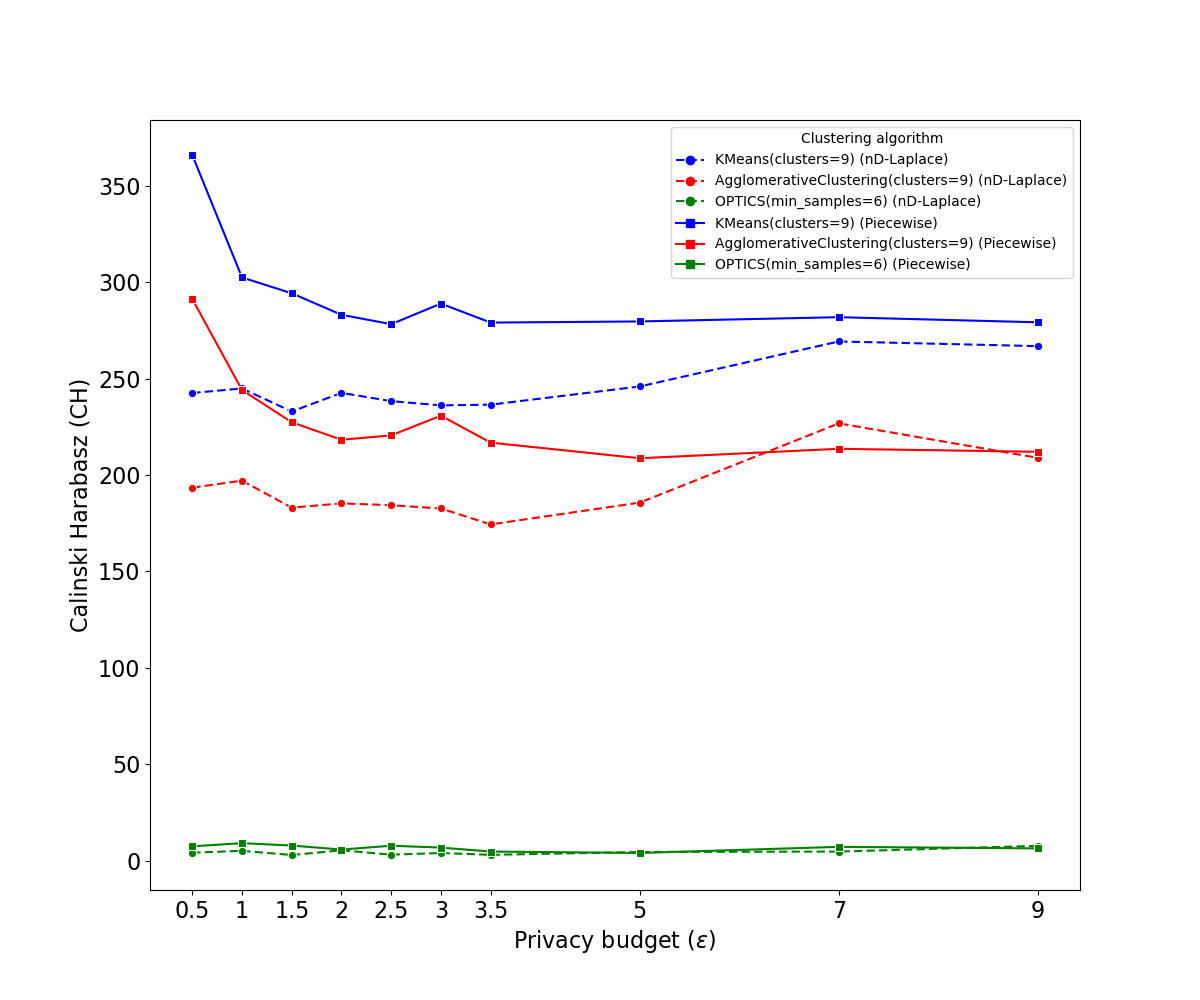 Clustering algorithm
KMeans(clusters=9) (nD-Laplace)
AgglomerativeClustering(clusters=9) (nD-Laplace)
OPTICS(min_samples=6) (nD-Laplace)
KMeans(clusters=9) (Piecewise)
AgglomerativeClustering(clusters=9) (Piecewise)
OPTICS(min_samples=6) (Piecewise)
Calinski Harabasz (CH)
350
300
250
200
150
100
50
0
0.5 1 1.5 2 2.5 3 3.5 5 7 9
Privacy budget (ε)